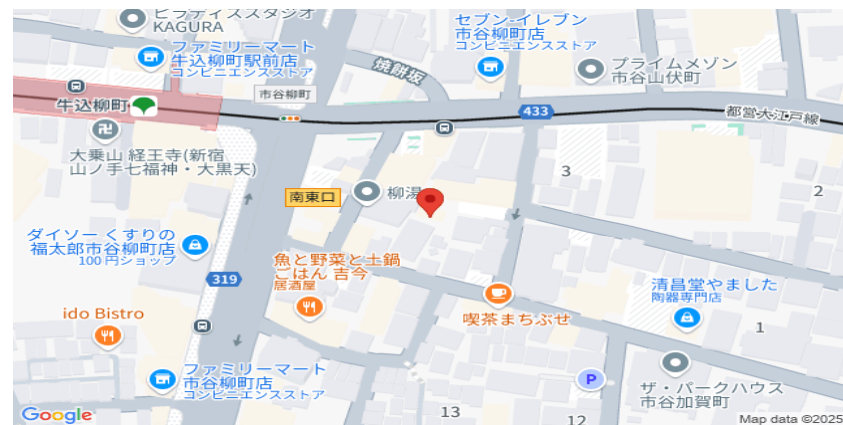 ピラティススタジオ
KAGURA
ファミリーマート
牛込柳町駅前店
コンビニエンスストア
セブン-イレブン
市谷柳町店
コンビニエンスストア
プライムメゾン
市谷山伏町
焼餅坂
市谷柳町
牛込柳町
433
都営大江戸線
卍
大乗山 経王寺(新宿
山ノ手七福神・大黒天)
3
2
南東口
柳湯
ダイソー くすりの
福太郎市谷柳町店
100 円ショップ
319
魚と野菜と土鍋
ごはん 吉今
居酒屋
清昌堂やました
陶器専門店
ido Bistro
喫茶まちぶせ
1
ファミリーマート
市谷柳町店
コンビニエンスストア
P
ザ・パークハウス
市谷加賀町
13
12
Google
Map data ©2025